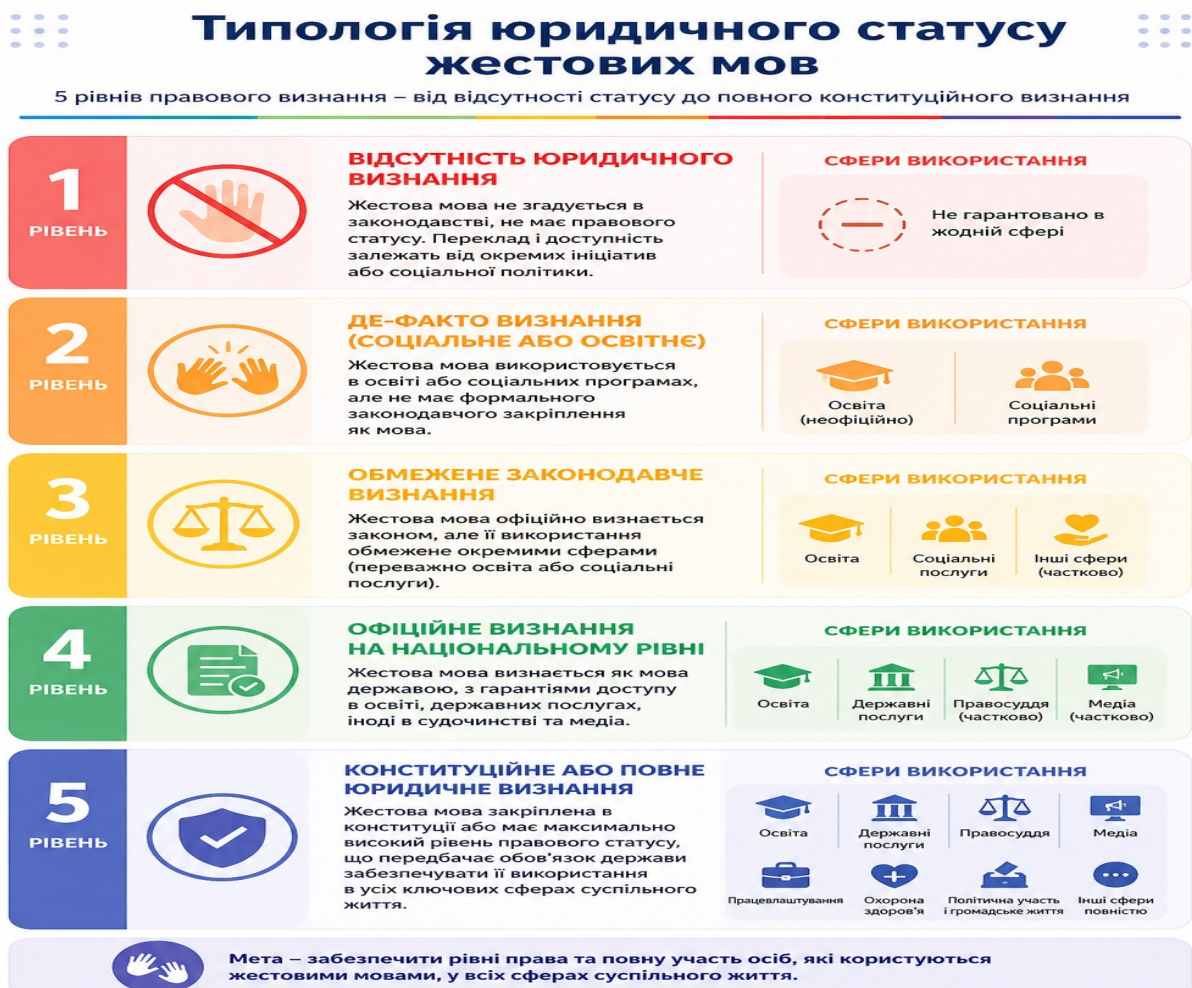 Типологія юридичного статусу
жестових мов
5 рівнів правового визнання – від відсутності статусу до повного конституційного визнання
1
РІВЕНЬ
ВІДСУТНІСТЬ ЮРИДИЧНОГО
ВИЗНАННЯ
Жестова мова не згадується в
законодавстві, не має правового
статусу. Переклад і доступність
залежать від окремих ініціатив
або соціальної політики.
СФЕРИ ВИКОРИСТАННЯ
Не гарантовано в
жодній сфері
2
РІВЕНЬ
ДЕ-ФАКТО ВИЗНАННЯ
(СОЦІАЛЬНЕ АБО ОСВІТНЄ)
Жестова мова використовується
в освіті або соціальних програмах,
але не має формального
законодавчого закріплення
як мова.
СФЕРИ ВИКОРИСТАННЯ
Освіта
(неофіційно)
Соціальні
програми
3
РІВЕНЬ
ОБМЕЖЕНЕ ЗАКОНОДАВЧЕ
ВИЗНАННЯ
Жестова мова офіційно визнається
законом, але її використання
обмежене окремими сферами
(переважно освіта або соціальні
послуги).
СФЕРИ ВИКОРИСТАННЯ
Освіта
Соціальні
послуги
Інші сфери
(частково)
4
РІВЕНЬ
ОФІЦІЙНЕ ВИЗНАННЯ
НА НАЦІОНАЛЬНОМУ РІВНІ
Жестова мова визнається як мова
державою, з гарантіями доступу
в освіті, державних послугах,
іноді в судочинстві та медіа.
СФЕРИ ВИКОРИСТАННЯ
Освіта
Державні
послуги
Правосуддя
(частково)
Медіа
(частково)
5
РІВЕНЬ
КОНСТИТУЦІЙНЕ АБО ПОВНЕ
ЮРИДИЧНЕ ВИЗНАННЯ
Жестова мова закріплена в
конституції або має максимально
високий рівень правового статусу,
що передбачає обов'язок держави
забезпечувати її використання
в усіх ключових сферах суспільного
життя.
СФЕРИ ВИКОРИСТАННЯ
Освіта
Державні
послуги
Правосуддя
Медіа
Працевлаштування
Охорона
здоров'я
Політична участь
і громадське життя
Інші сфери
повністю
Мета – забезпечити рівні права та повну участь осіб, які користуються
жестовими мовами, у всіх сферах суспільного життя.